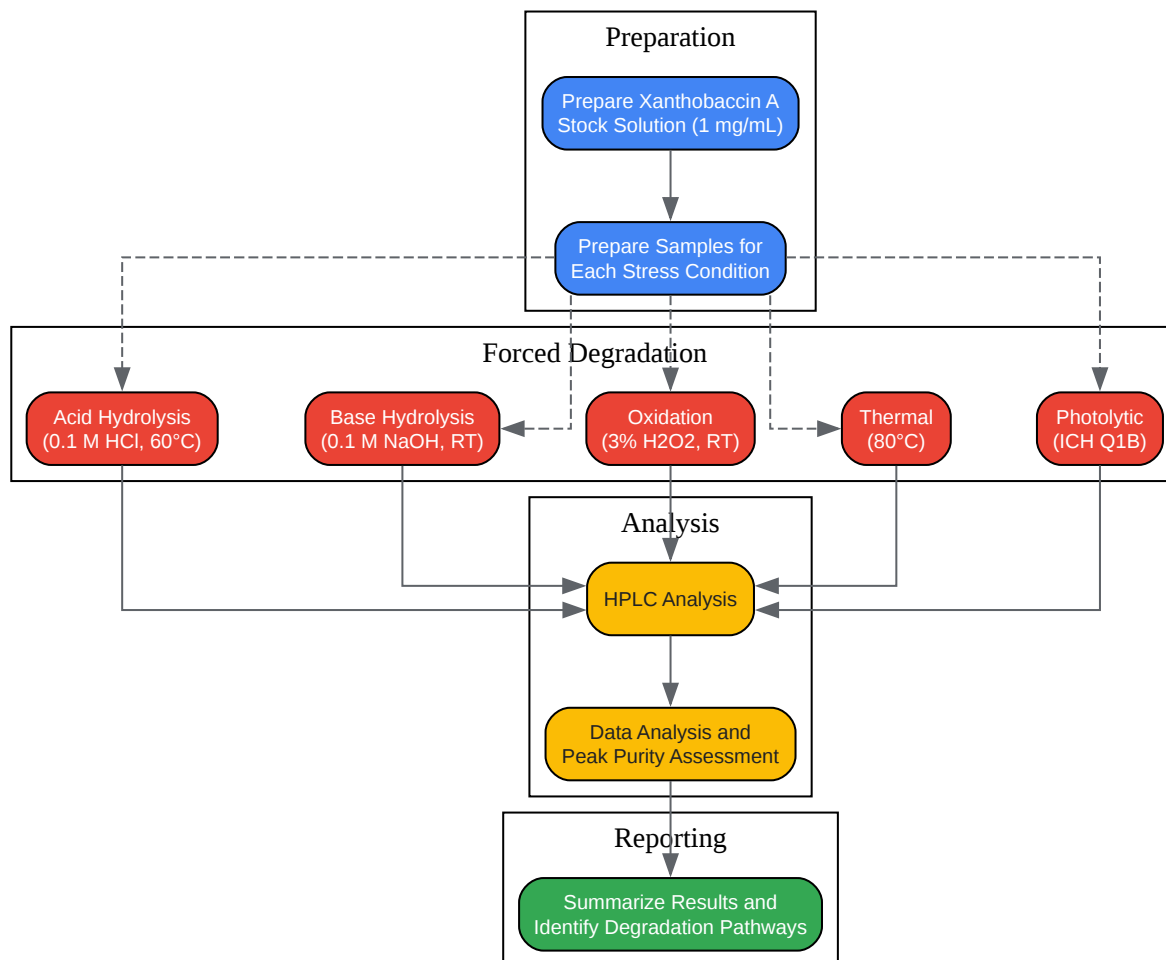 Preparation
Prepare Xanthobaccin A
Stock Solution (1 mg/mL)
Prepare Samples for
Each Stress Condition
Forced Degradation
Acid Hydrolysis
(0.1 M HCl, 60°C)
Base Hydrolysis
(0.1 M NaOH, RT)
Oxidation
(3% H2O2, RT)
Thermal
(80°C)
Photolytic
(ICH Q1B)
Analysis
HPLC Analysis
Data Analysis and
Peak Purity Assessment
Reporting
Summarize Results and
Identify Degradation Pathways